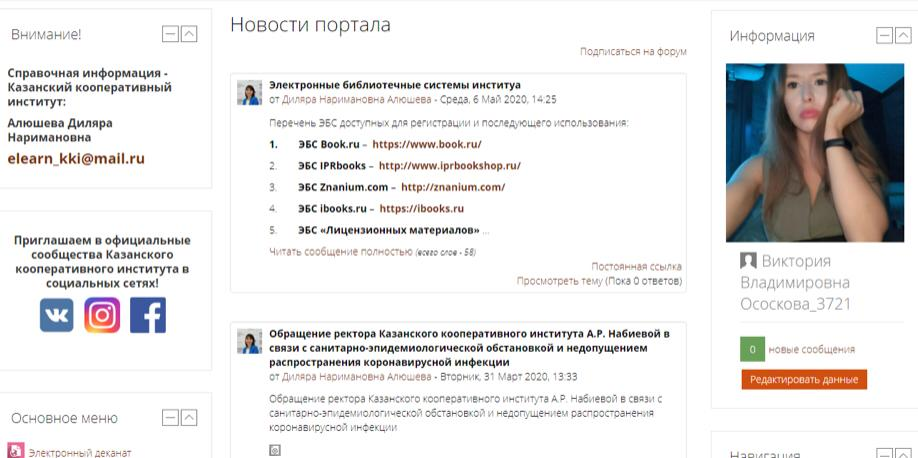 Внимание!
Справочная информация -
Казанский кооперативный
институт:
Алюшева Диляра
Наримановна
elearn_kki@mail.ru
Приглашаем в официальные
сообщества Казанского
кооперативного института в
социальных сетях!
Основное меню
Электронный деканат
Новости портала
Подписаться на форум
Электронные библиотечные системы институа
от Диляра Наримановна Алюшева - Среда, 6 Май 2020, 14:25
Перечень ЭБС доступных для регистрации и последующего использования:
1. ЭБС Book.ru – https://www.book.ru/
2. ЭБС IPRbooks – http://www.iprbookshop.ru/
3. ЭБС Znanium.com – http://znanium.com/
4. ЭБС ibooks.ru – https://ibooks.ru
5. ЭБС «Лицензионных материалов» ...
Читать сообщение полностью (всего слов - 58)
Постоянная ссылка
Просмотреть тему (Пока 0 ответов)
Обращение ректора Казанского кооперативного института А.Р. Набиевой в
связи с санитарно-эпидемиологической обстановкой и недопущением
распространения коронавирусной инфекции
от Диляра Наримановна Алюшева - Вторник, 31 Март 2020, 13:33
Обращение ректора Казанского кооперативного института А.Р. Набиевой в связи с
санитарно-эпидемиологической обстановкой и недопущением распространения
коронавирусной инфекции
Информация
Виктория
Владимировна
Ососкова_3721
0 новые сообщения
Редактировать данные
Навигация